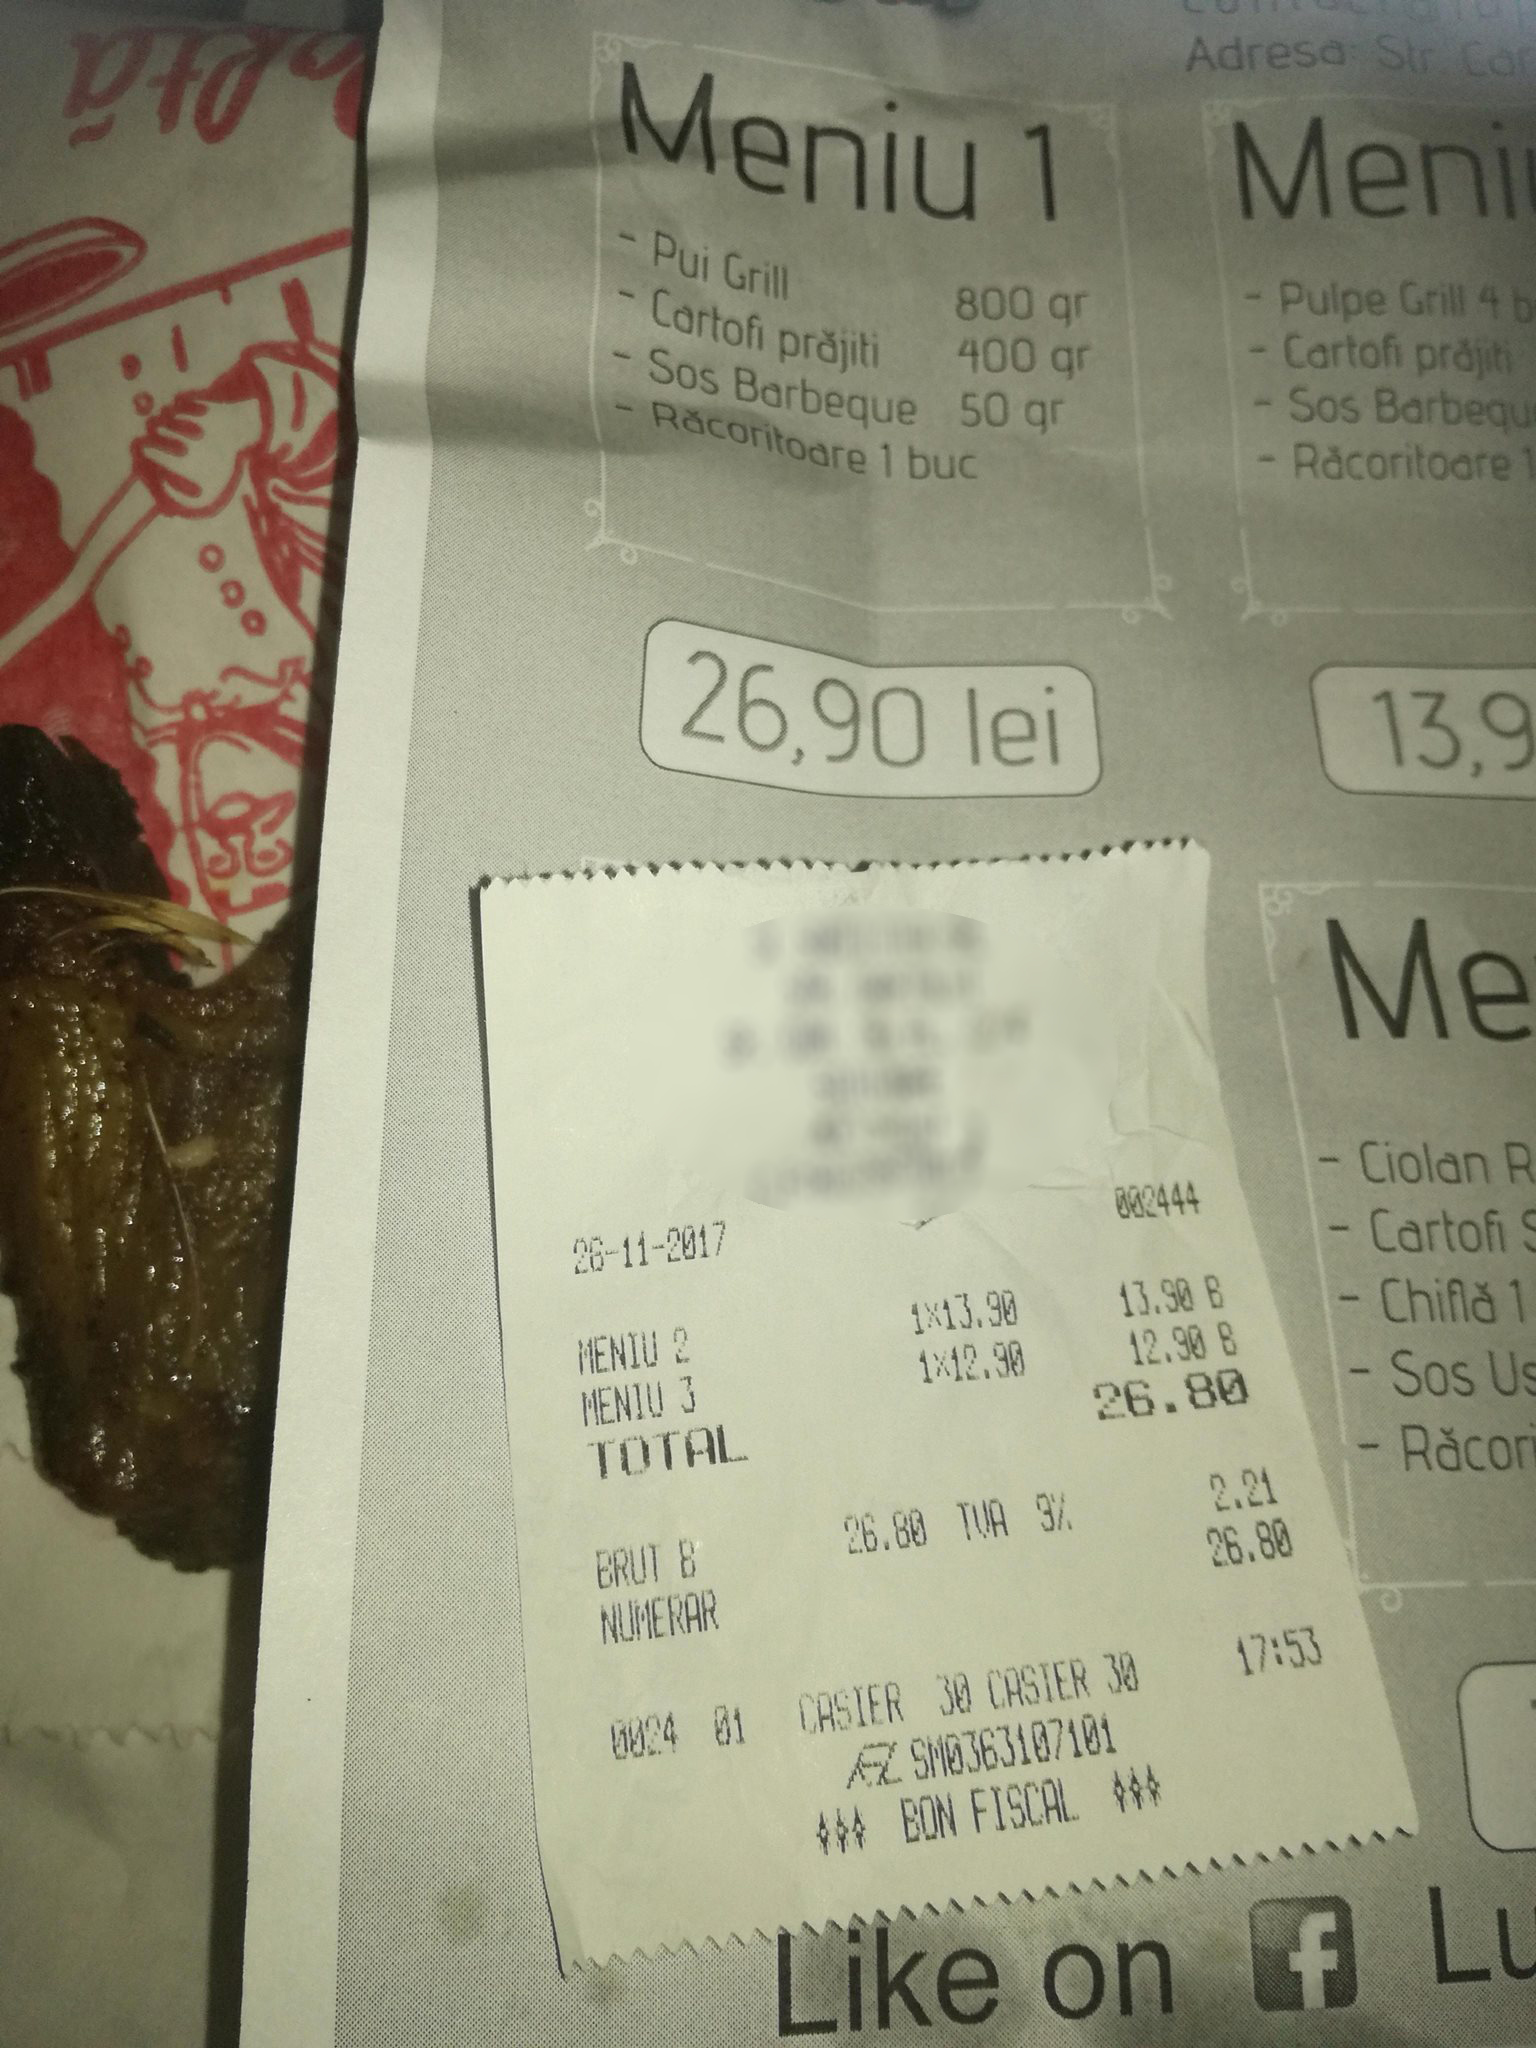 Poftă
Adresa: Str
Meniu 1
- Pui Grill 800 gr
- Cartofi prăjiti 400 gr
- Sos Barbeque 50 gr
- Răcoritoare 1 buc
26,90 lei
Meniu
- Pulpe Grill 4
- Cartofi prăjiti
- Sos Barbequ
- Răcoritoare 1
13,9
Me
- Ciolan R
- Cartofi S
- Chiflă 1
- Sos Us
- Răcori
002444
26-11-2017
1x13.90 13.90 B
MENIU 2
1x12.90 12.90 B
MENIU 3
TOTAL 26.80
26.80 TVA 9% 2.21
BRUT B
NUMERAR 26.80
0024 01 CASIER 30 CASIER 30 17:53
SM0363107101
BON FISCAL
Like on f Lu